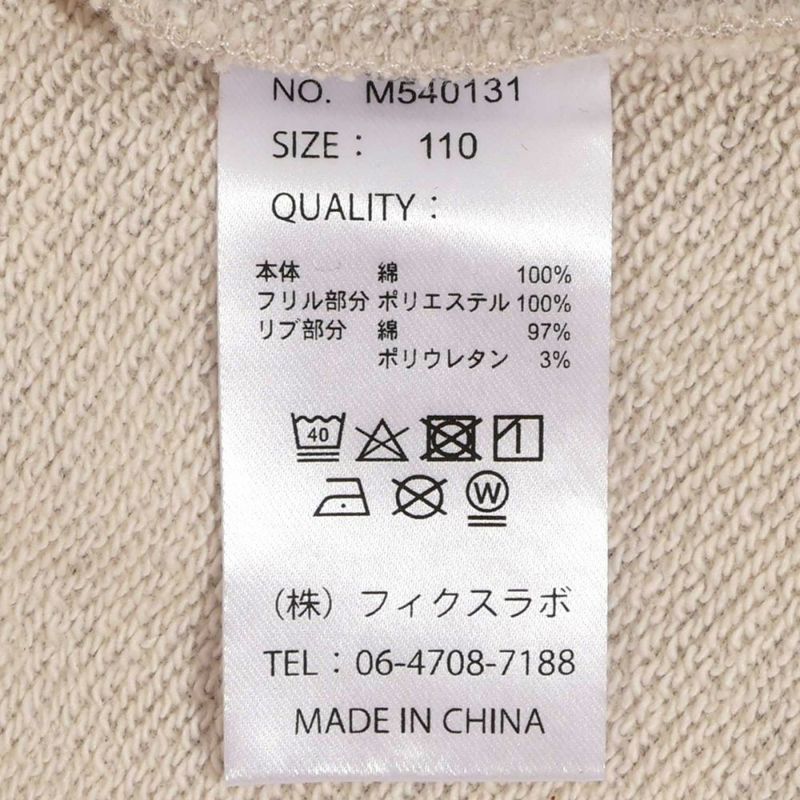 NO. M540131
SIZE： 110
QUALITY：
本体 綿 100%
フリル部分 ポリエステル 100%
リブ部分 綿 97%
ポリウレタン 3%
40
W
（株）フィクスラボ
TEL：06-4708-7188
MADE IN CHINA